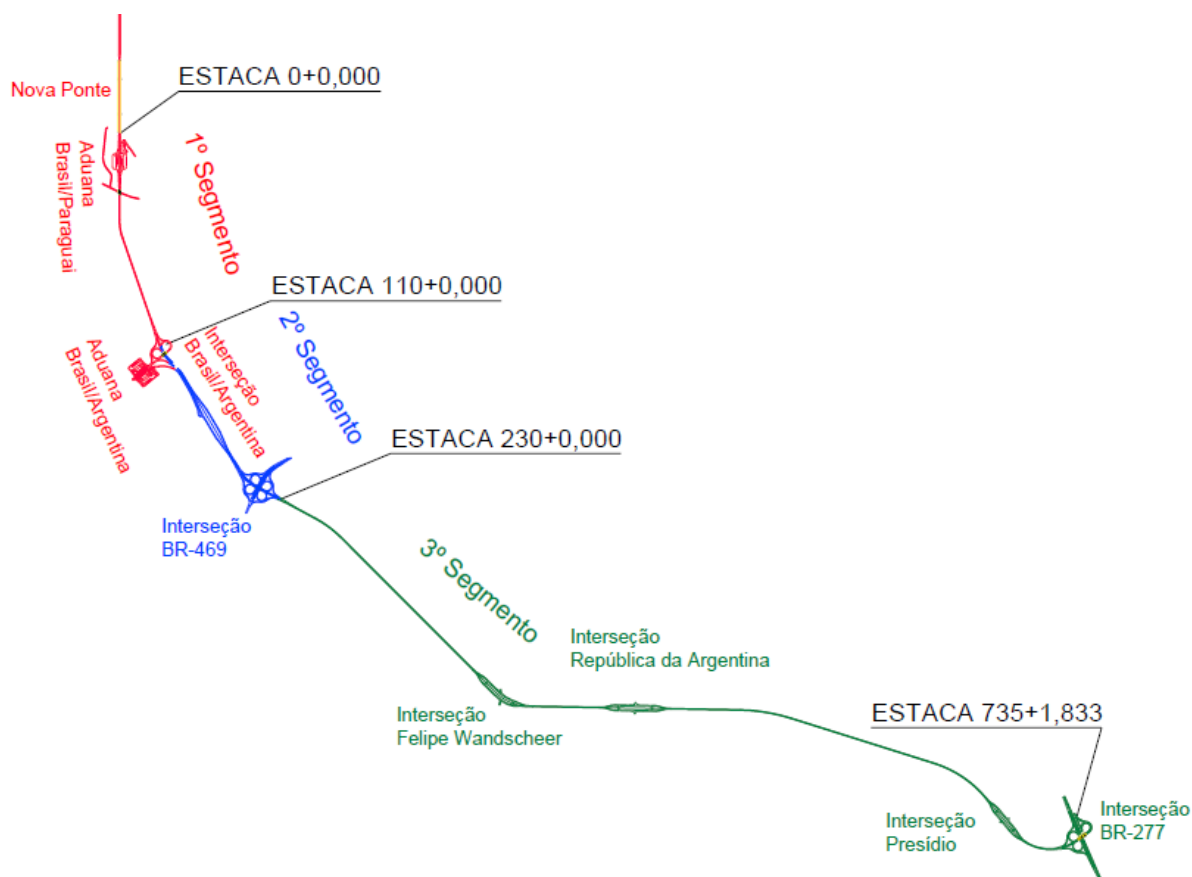 ESTACA 0+0,000
Nova Ponte
Aduana
Brasil/Paraguai
1º Segmento
ESTACA 110+0,000
2º Segmento
Interseção
Brasil/Argentina
Aduana
Brasil/Argentina
ESTACA 230+0,000
Interseção
BR-469
3º Segmento
Interseção
República da Argentina
Interseção
Felipe Wandscheer
ESTACA 735+1,833
Interseção
Presídio
Interseção
BR-277